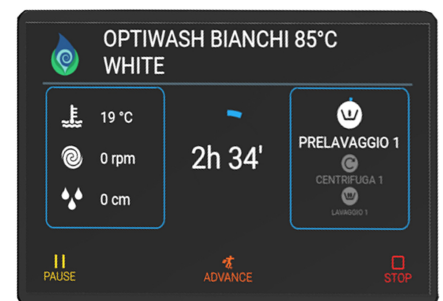 OPTIWASH BIANCHI 85°C
WHITE
19 °C
0 rpm
0 cm
2h 34'
PRELAVAGGIO 1
CENTRIFUGA 1
LAVAGGIO 1
PAUSE
ADVANCE
STOP